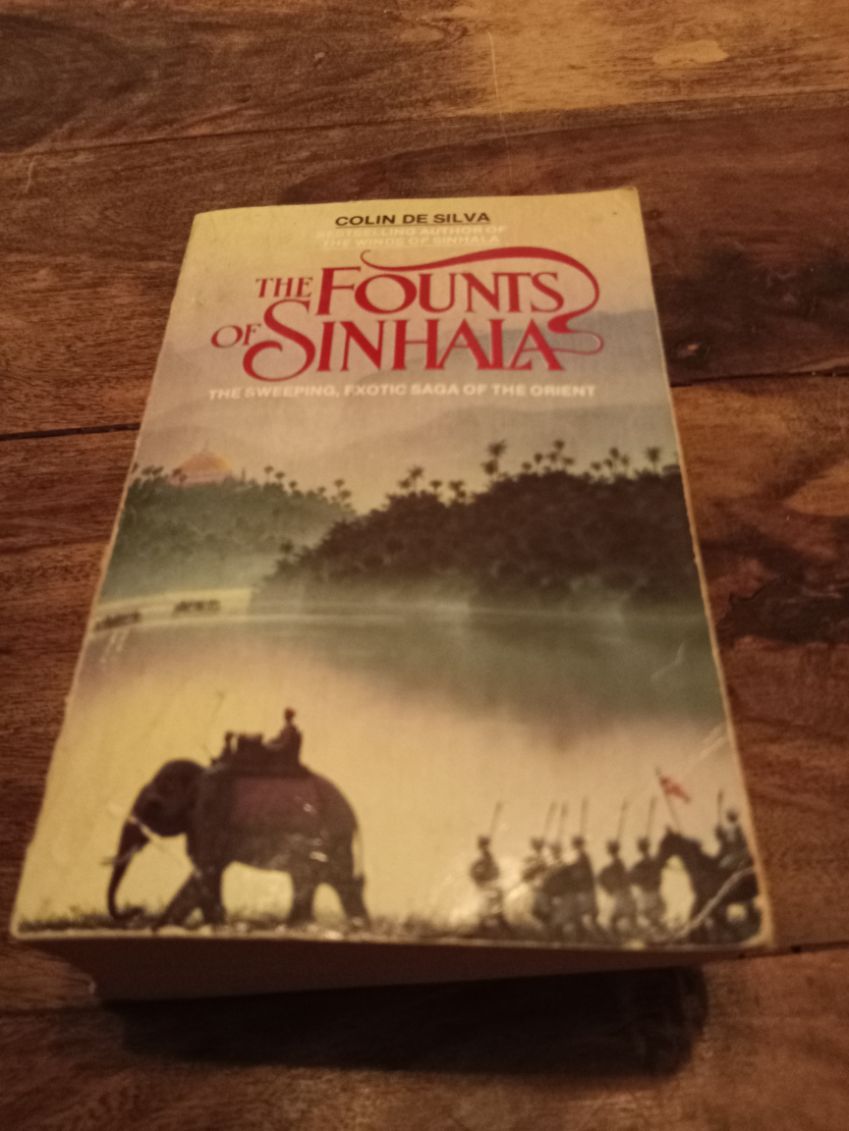 COLIN DE SILVA
BESTSELLING AUTHOR OF
THE WINDS OF SINHALA
THE FOUNTS
OF SINHALA
THE SWEEPING, EXOTIC SAGA OF THE ORIENT